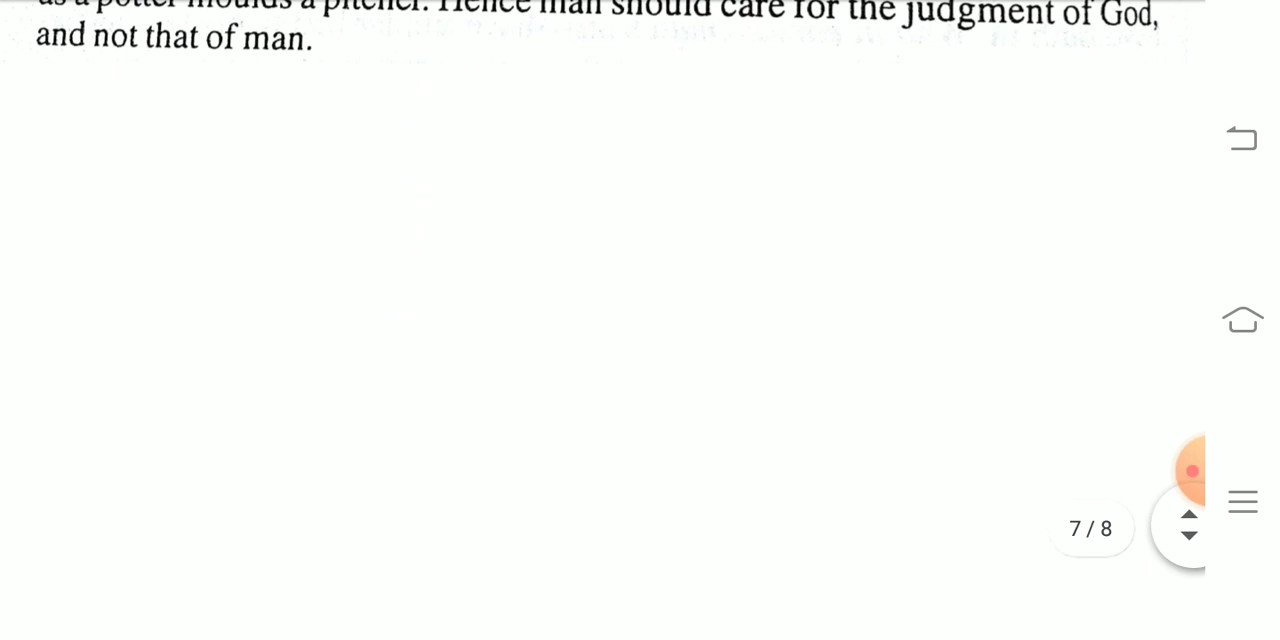 as a potter moulds a pitcher. Hence man should care for the judgment of God,
and not that of man.
7 / 8